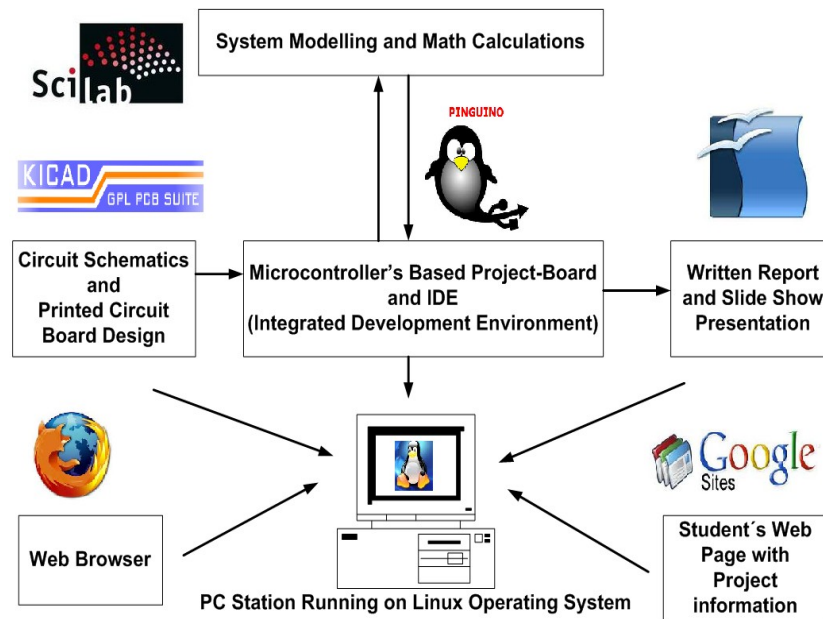 System Modelling and Math Calculations
Scilab
PINGUINO
KICAD
GPL PCB SUITE
Circuit Schematics
and
Printed Circuit
Board Design
Microcontroller's Based Project-Board
and IDE
(Integrated Development Environment)
Written Report
and Slide Show
Presentation
Google
Sites
Web Browser
Student´s Web
Page with
Project
information
PC Station Running on Linux Operating System